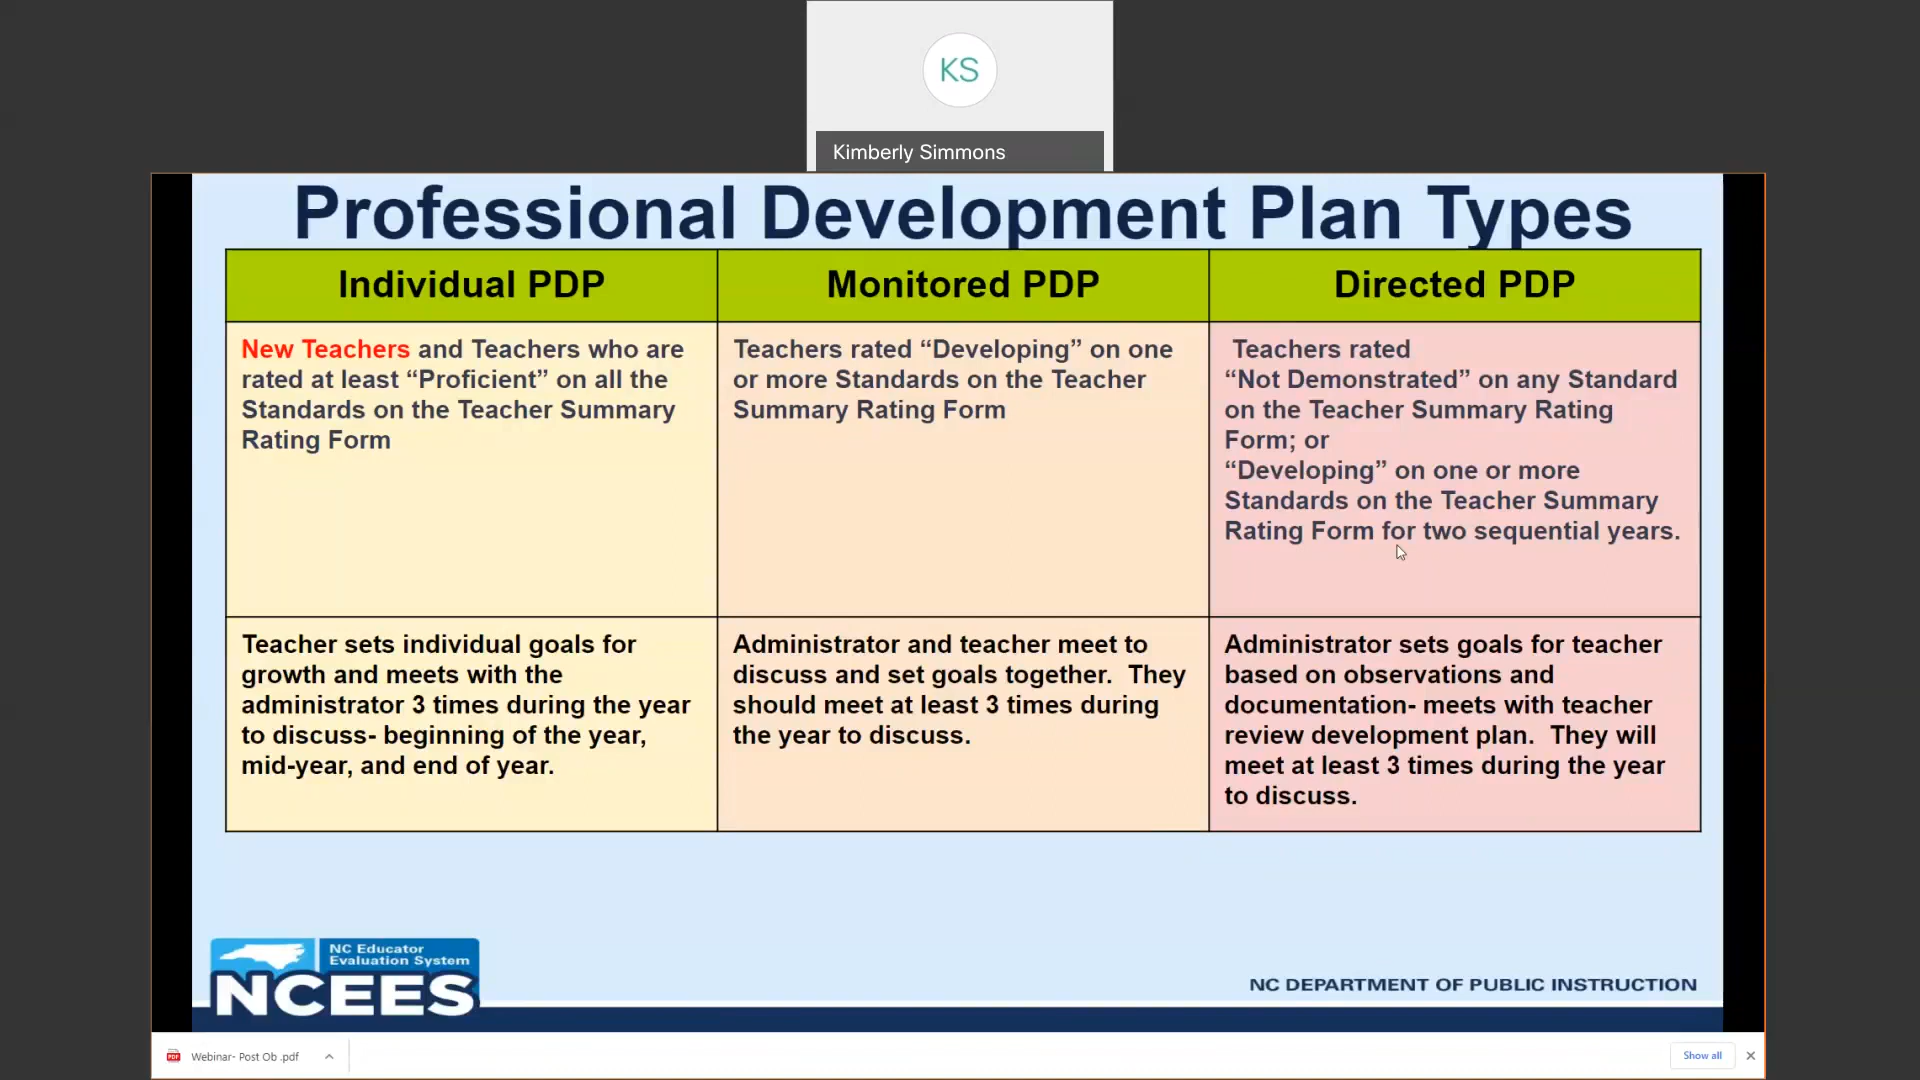 KS
Kimberly Simmons
Professional Development Plan Types
Individual PDP
Monitored PDP
Directed PDP
New Teachers and Teachers who are
rated at least “Proficient” on all the
Standards on the Teacher Summary
Rating Form
Teachers rated “Developing” on one
or more Standards on the Teacher
Summary Rating Form
Teachers rated
“Not Demonstrated” on any Standard
on the Teacher Summary Rating
Form; or
“Developing” on one or more
Standards on the Teacher Summary
Rating Form for two sequential years.
Teacher sets individual goals for
growth and meets with the
administrator 3 times during the year
to discuss- beginning of the year,
mid-year, and end of year.
Administrator and teacher meet to
discuss and set goals together. They
should meet at least 3 times during
the year to discuss.
Administrator sets goals for teacher
based on observations and
documentation- meets with teacher
review development plan. They will
meet at least 3 times during the year
to discuss.
NC Educator
Evaluation System
NCEES
NC DEPARTMENT OF PUBLIC INSTRUCTION
PDF
Webinar- Post Ob .pdf
Show all